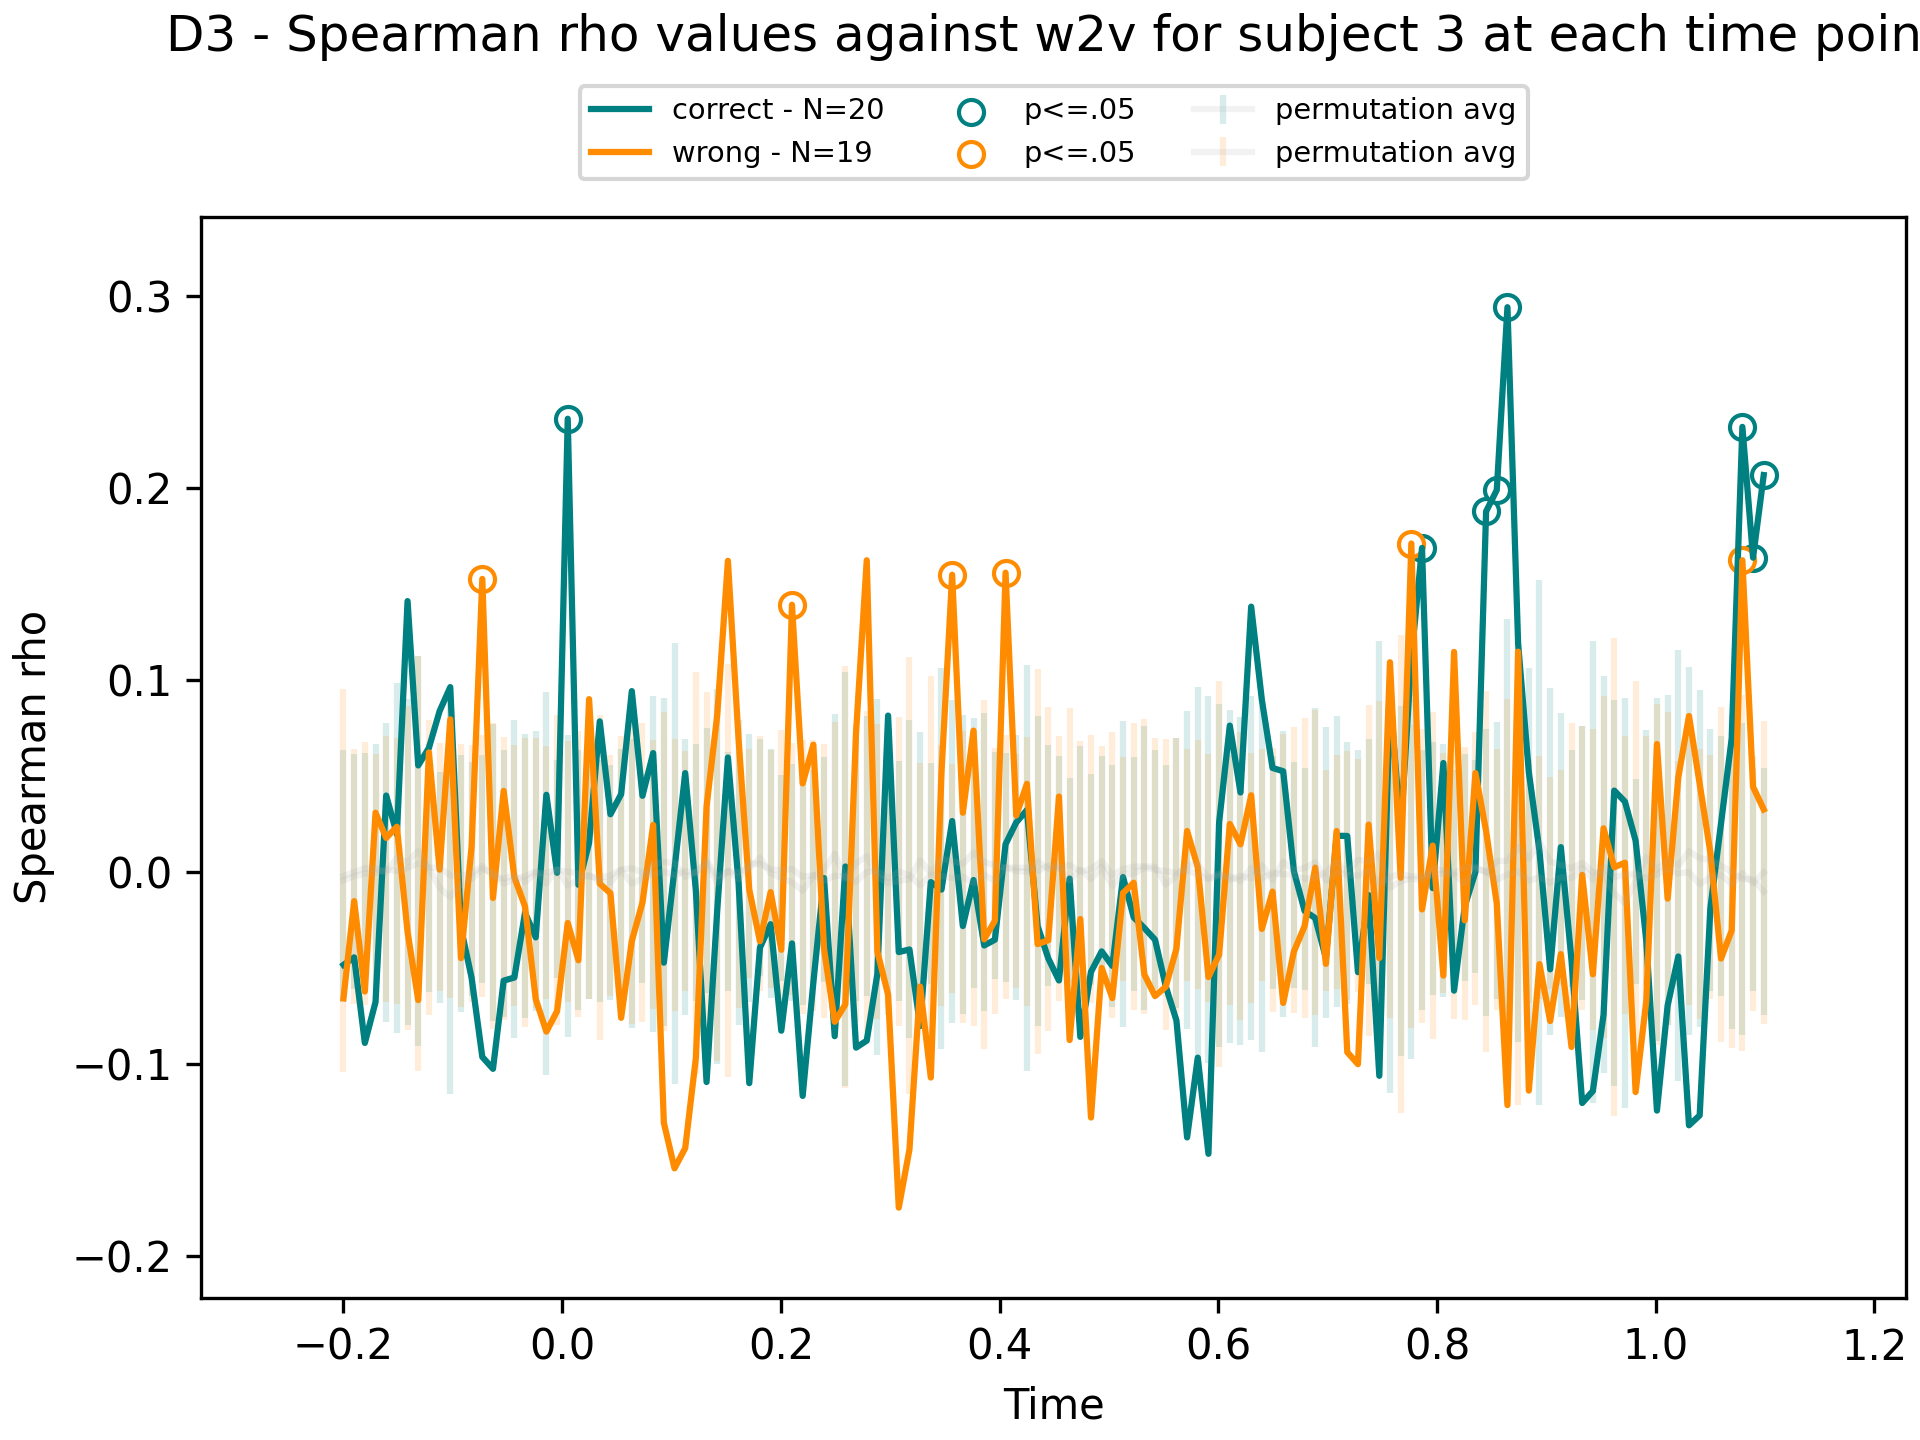 D3 - Spearman rho values against w2v for subject 3 at each time poin
correct - N=20
wrong - N=19
p<=.05
p<=.05
permutation avg
permutation avg
Spearman rho
0.3
0.2
0.1
0.0
−0.1
−0.2
−0.2
0.0
0.2
0.4
0.6
0.8
1.0
1.2
Time